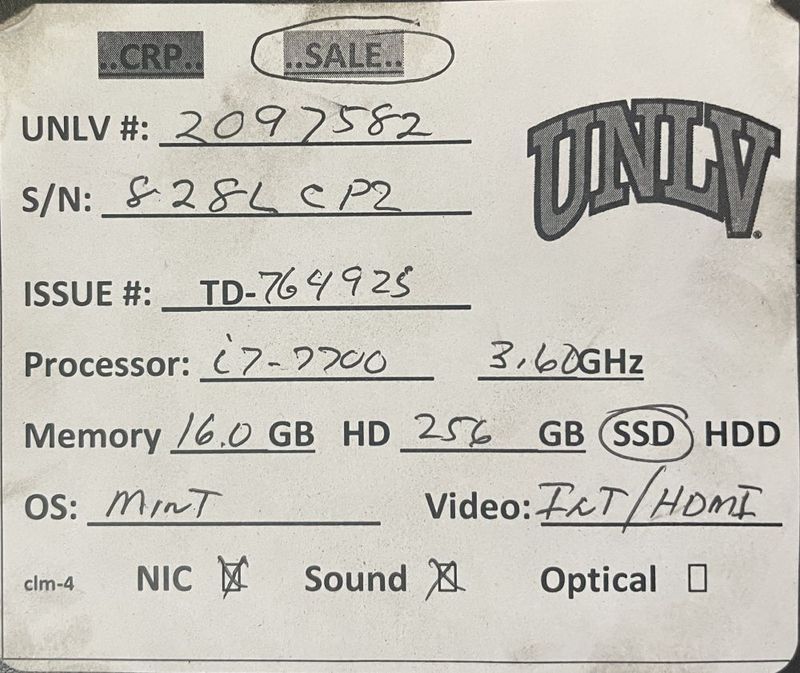 ..CRP.. ..SALE..
UNLV #: 2097582
UNLV
S/N: 828LCP2
ISSUE #: TD-764925
Processor: i7-7700 3.60GHz
Memory 16.0 GB HD 256 GB SSD HDD
OS: MINT Video: INT/HDMI
clm-4 NIC ☒ Sound ☒ Optical ☐